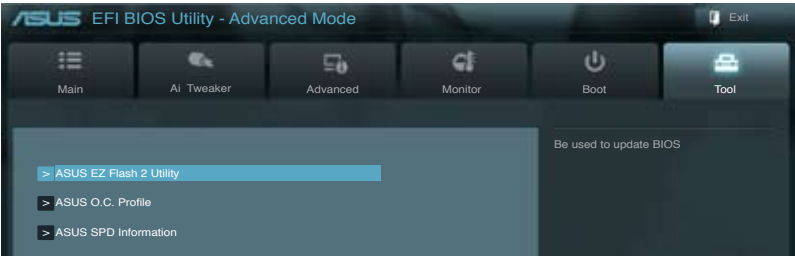 ASUS EFI BIOS Utility - Advanced Mode
Exit
Main
Ai Tweaker
Advanced
Monitor
Boot
Tool
Be used to update BIOS
> ASUS EZ Flash 2 Utility
> ASUS O.C. Profile
> ASUS SPD Information